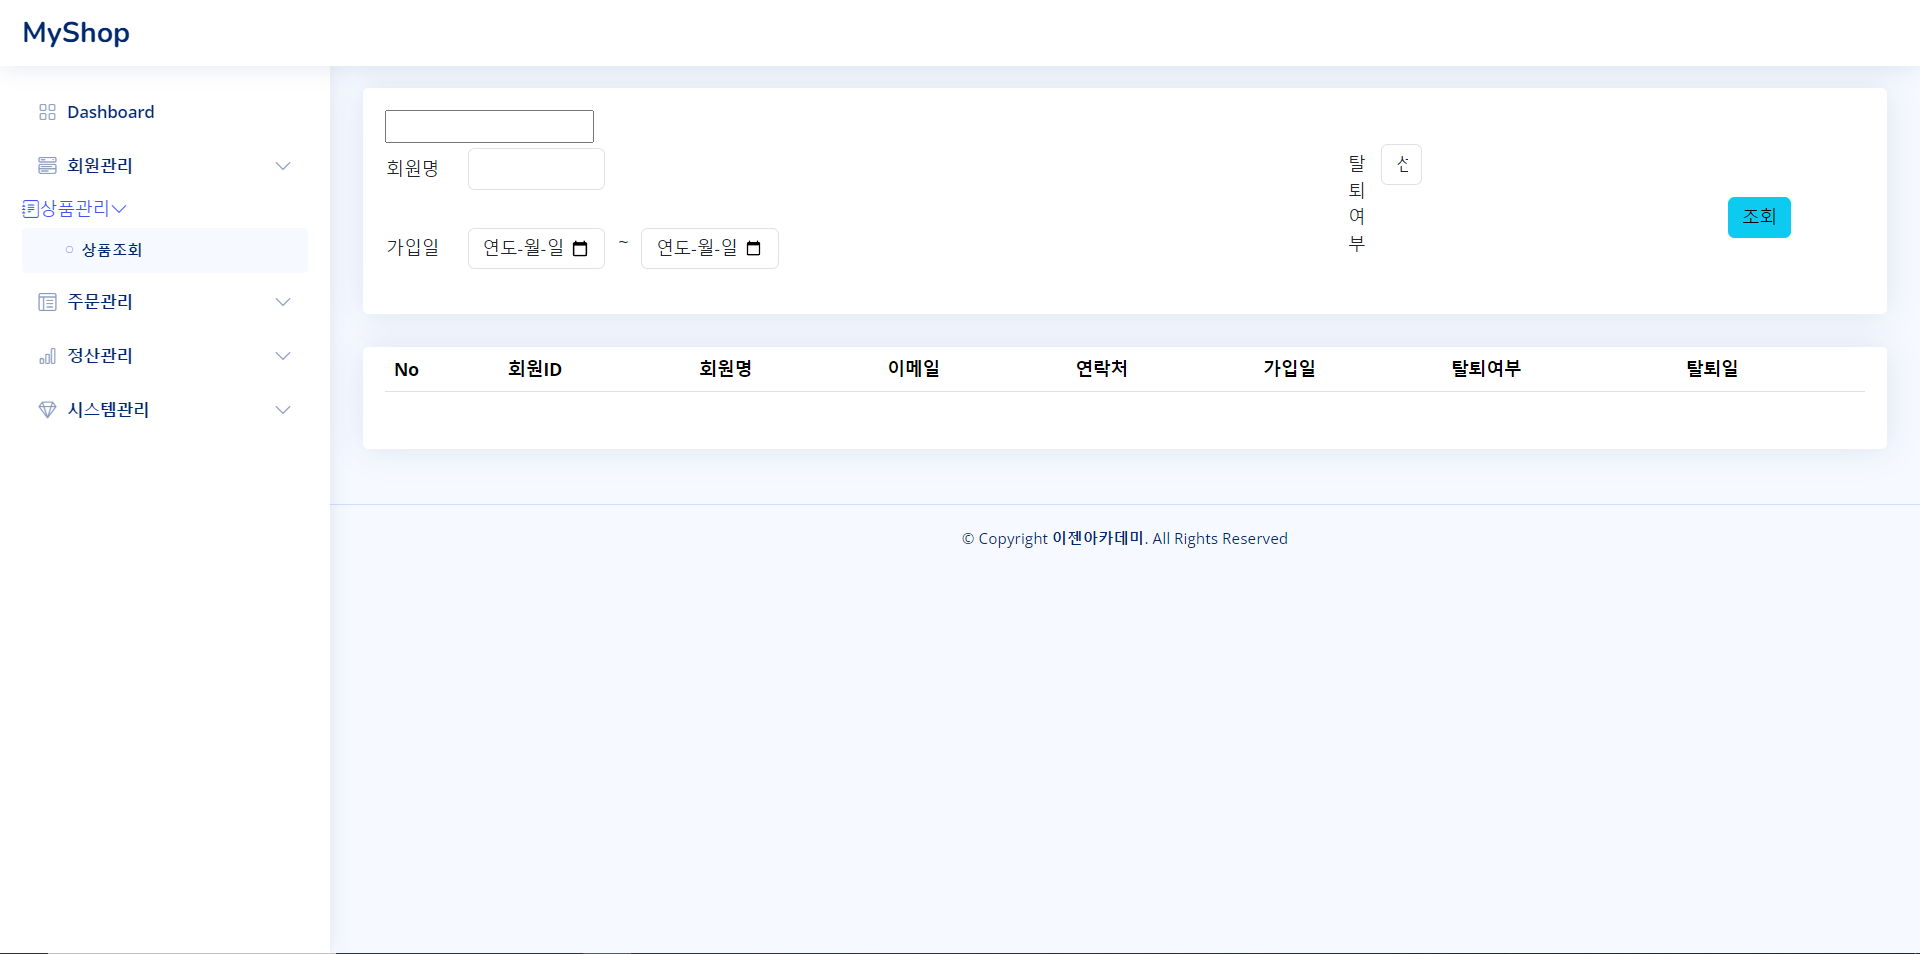 MyShop
Dashboard
회원관리
상품관리
상품조회
주문관리
정산관리
시스템관리
회원명
탈
퇴
여
부
조회
가입일 연도-월-일 ~ 연도-월-일
No 회원ID 회원명 이메일 연락처 가입일 탈퇴여부 탈퇴일
© Copyright 이젠아카데미. All Rights Reserved